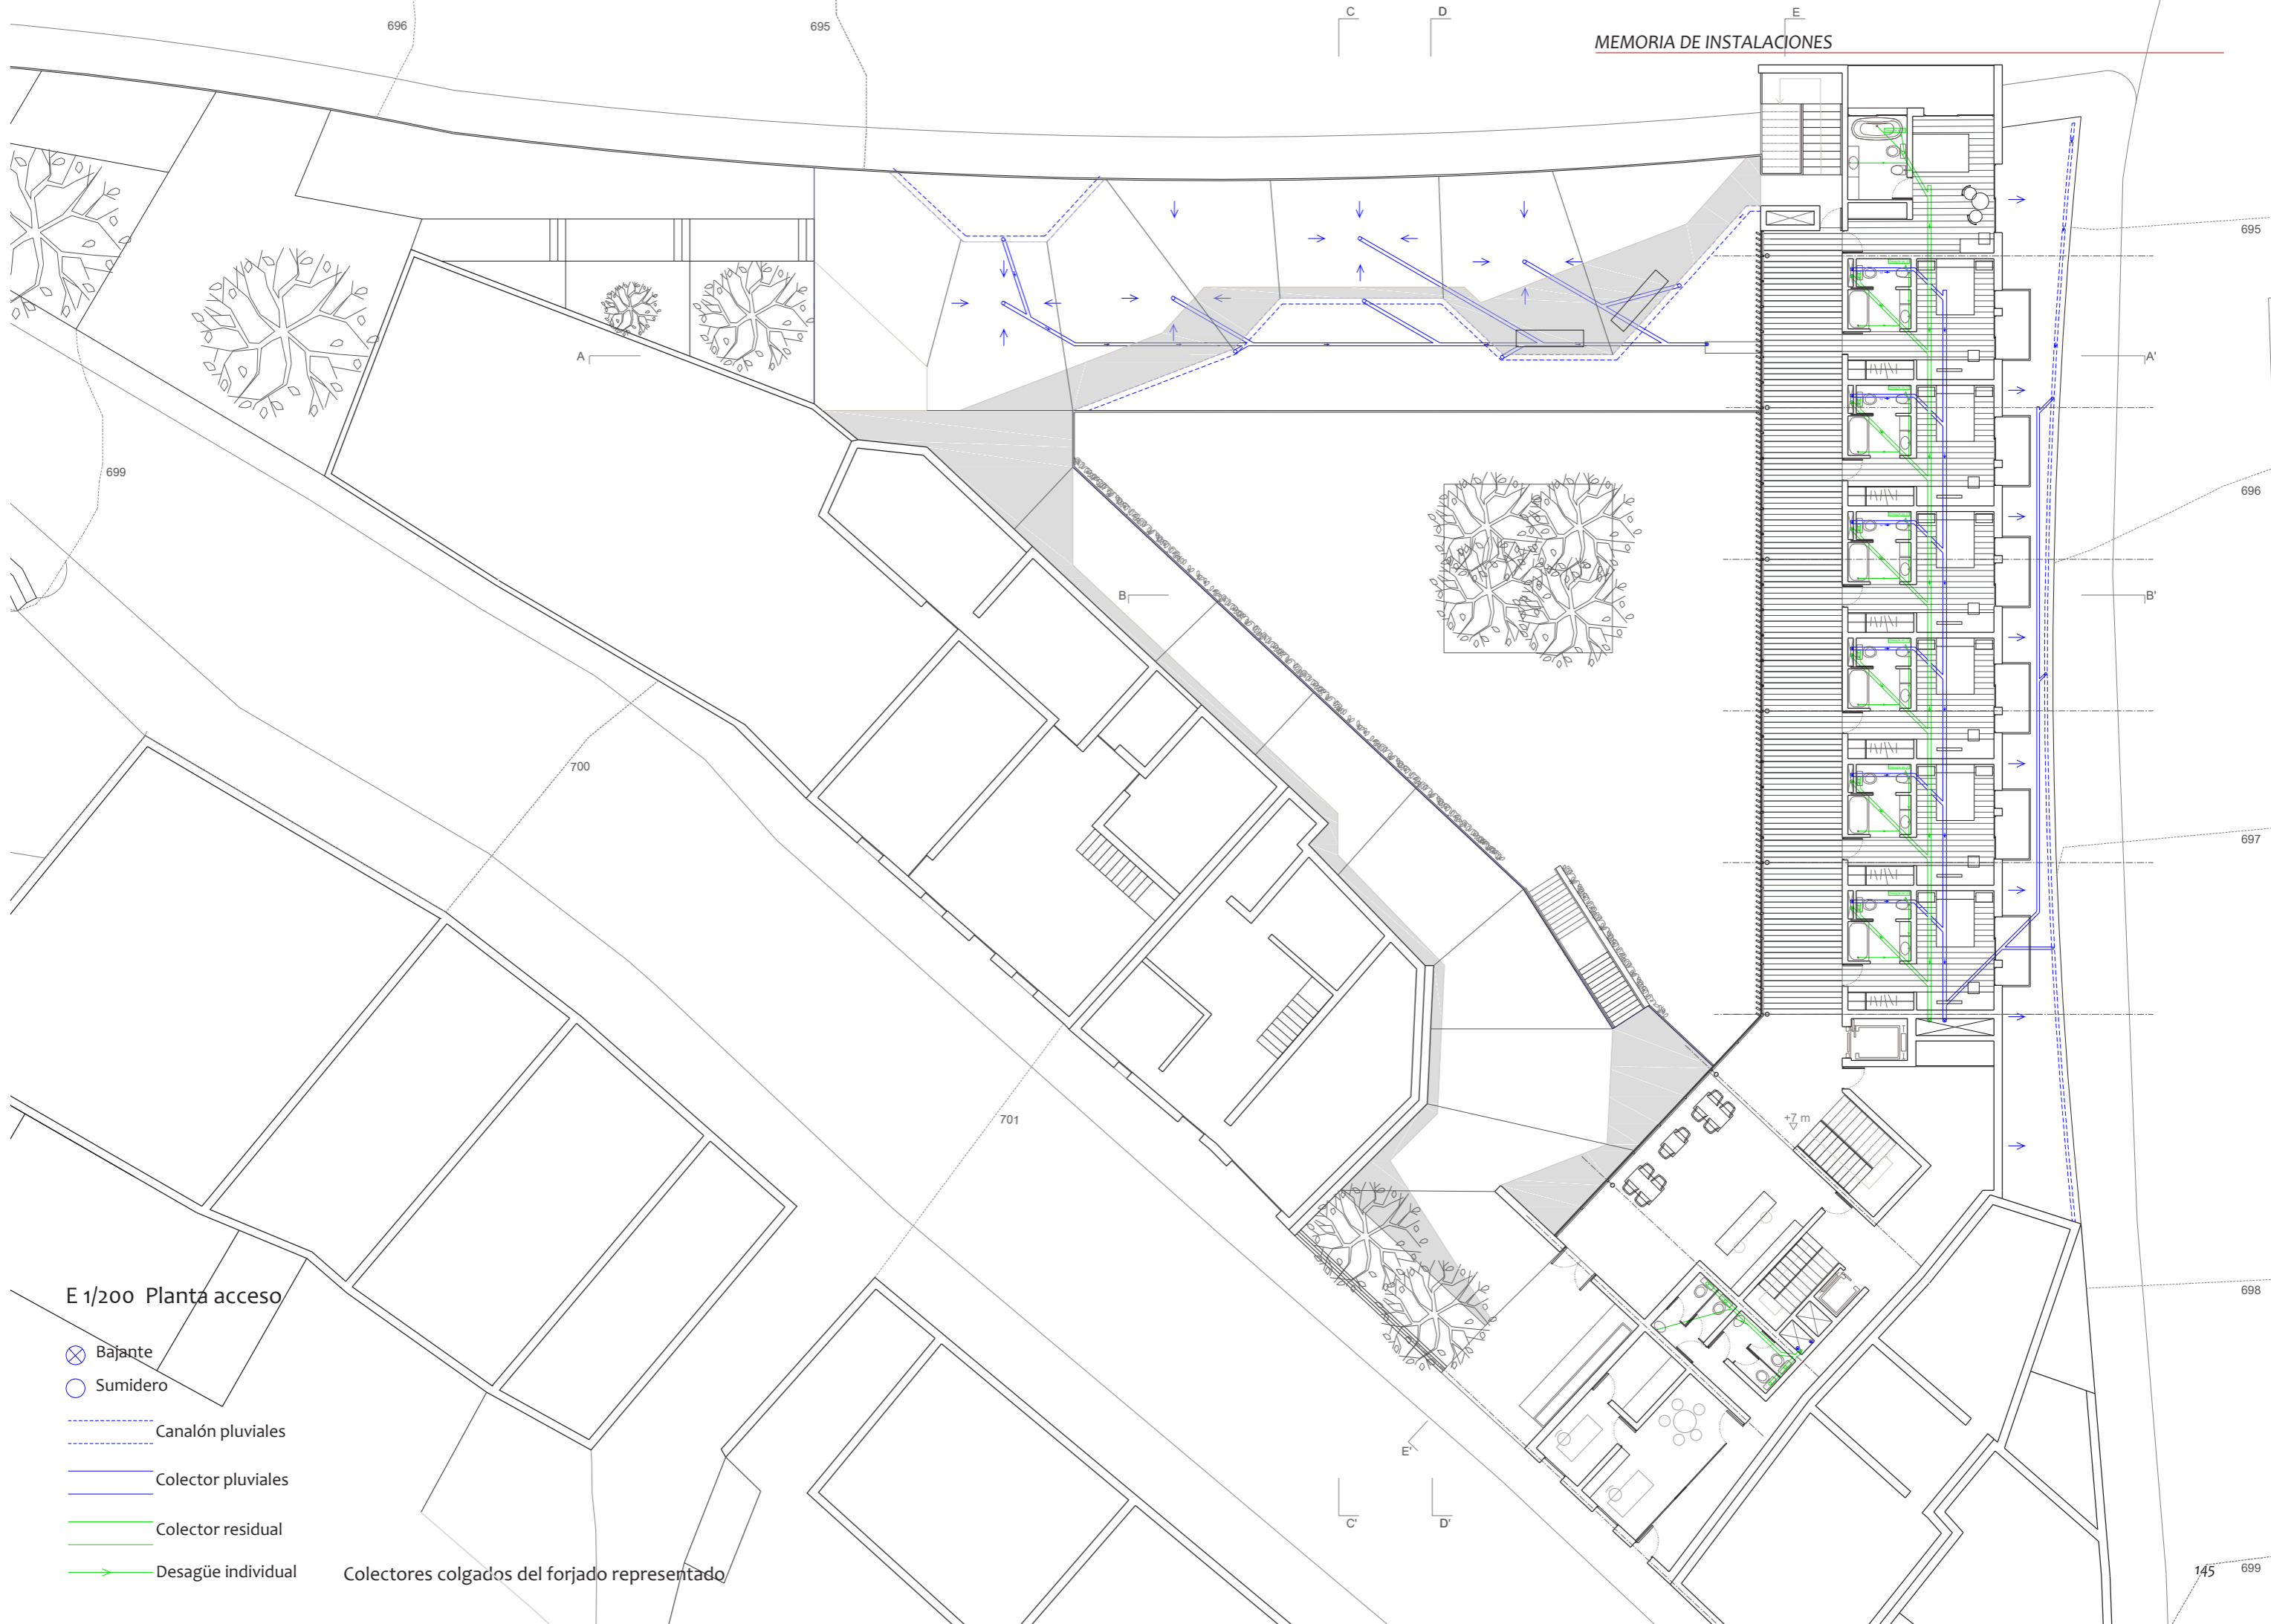 C
D
E
696
695
MEMORIA DE INSTALACIONES
695
A
A'
699
696
B
B'
700
697
701
+7 m
698
E 1/200 Planta acceso
Bajante
Sumidero
Canalón pluviales
Colector pluviales
Colector residual
Desagüe individual
Colectores colgados del forjado representado
E'
C'
D'
145
699